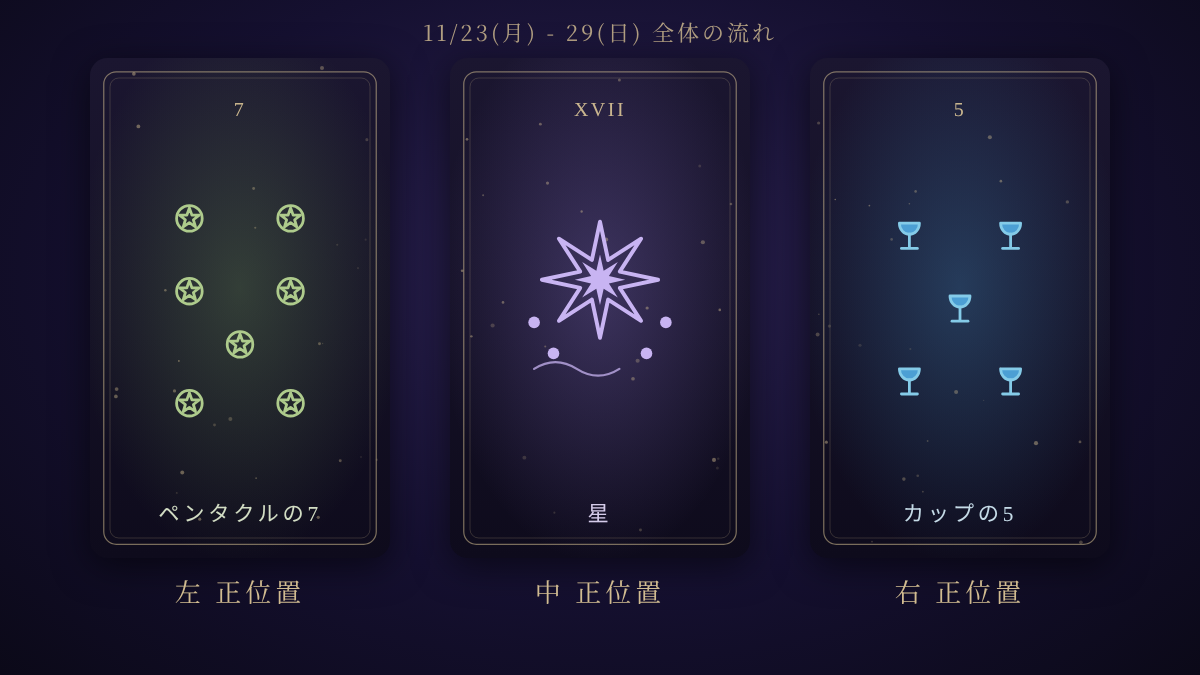 11/23(月) - 29(日) 全体の流れ
7
XVII
5
ペンタクルの7
星
カップの5
左 正位置
中 正位置
右 正位置